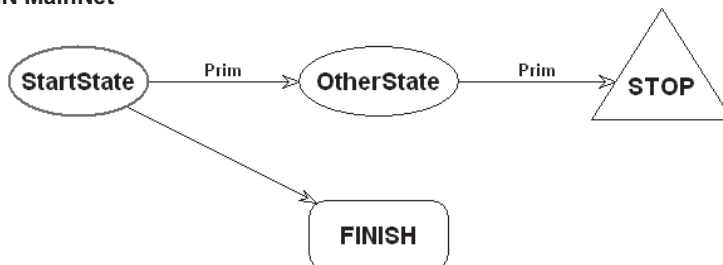 MainNet
Prim
Prim
StartState
OtherState
STOP
FINISH